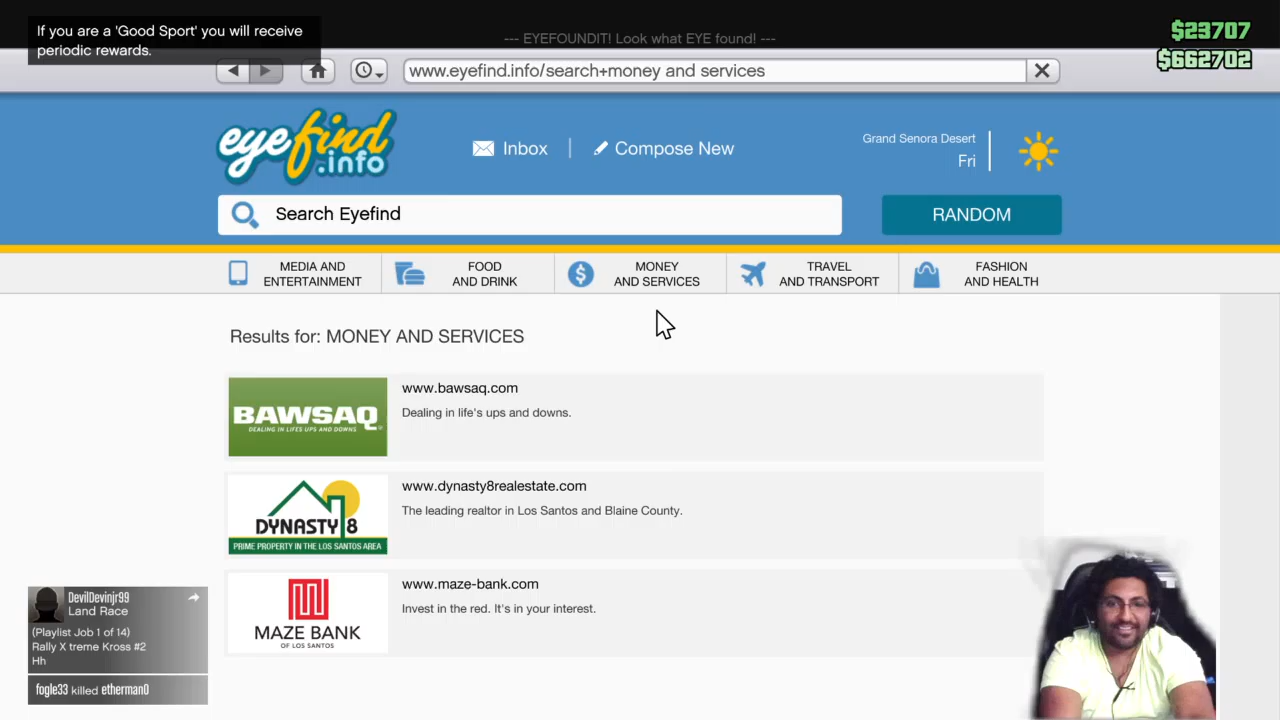 If you are a 'Good Sport' you will receive
periodic rewards.
--- EYEFOUNDIT! Look what EYE found! ---
$23707
$662702
www.eyefind.info/search+money and services
eyefind
.info
Inbox
Compose New
Grand Senora Desert
Fri
Search Eyefind
RANDOM
MEDIA AND
ENTERTAINMENT
FOOD
AND DRINK
MONEY
AND SERVICES
TRAVEL
AND TRANSPORT
FASHION
AND HEALTH
Results for: MONEY AND SERVICES
BAWSAQ
DEALING IN LIFES UPS AND DOWNS
www.bawsaq.com
Dealing in life's ups and downs.
DYNASTY 8
PRIME PROPERTY IN THE LOS SANTOS AREA
www.dynasty8realestate.com
The leading realtor in Los Santos and Blaine County.
MAZE BANK
OF LOS SANTOS
www.maze-bank.com
Invest in the red. It's in your interest.
DevilDevinjr99
Land Race
(Playlist Job 1 of 14)
Rally X treme Kross #2
Hh
fogle33 killed etherman0